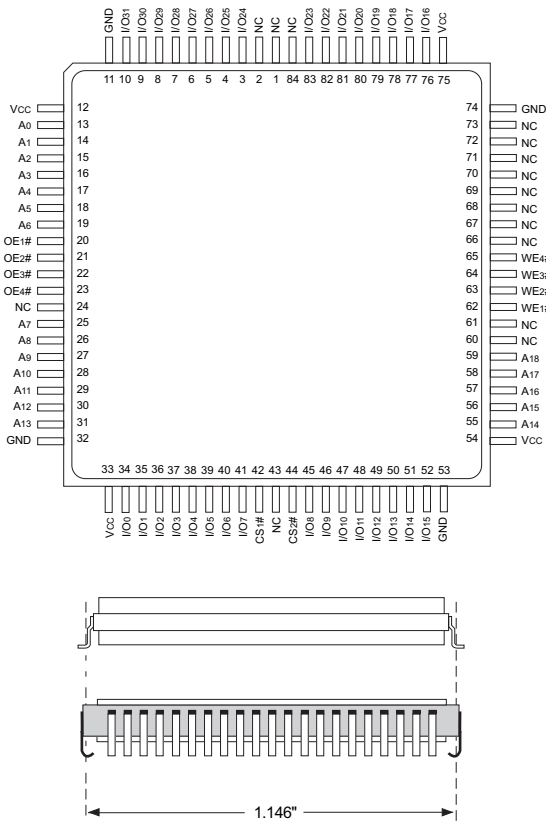 GND I/O31 I/O30 I/O29 I/O28 I/O27 I/O26 I/O25 I/O24 NC NC NC I/O23 I/O22 I/O21 I/O20 I/O19 I/O18 I/O17 I/O16 VCC
11 10 9 8 7 6 5 4 3 2 1 84 83 82 81 80 79 78 77 76 75
VCC 12 74 GND
A0 13 73 NC
A1 14 72 NC
A2 15 71 NC
A3 16 70 NC
A4 17 69 NC
A5 18 68 NC
A6 19 67 NC
OE1# 20 66 NC
OE2# 21 65 WE4#
OE3# 22 64 WE3#
OE4# 23 63 WE2#
NC 24 62 WE1#
A7 25 61 NC
A8 26 60 NC
A9 27 59 A18
A10 28 58 A17
A11 29 57 A16
A12 30 56 A15
A13 31 55 A14
GND 32 54 VCC
33 34 35 36 37 38 39 40 41 42 43 44 45 46 47 48 49 50 51 52 53
VCC I/O0 I/O1 I/O2 I/O3 I/O4 I/O5 I/O6 I/O7 CS1# NC CS2# I/O8 I/O9 I/O10 I/O11 I/O12 I/O13 I/O14 I/O15 GND
1.146"